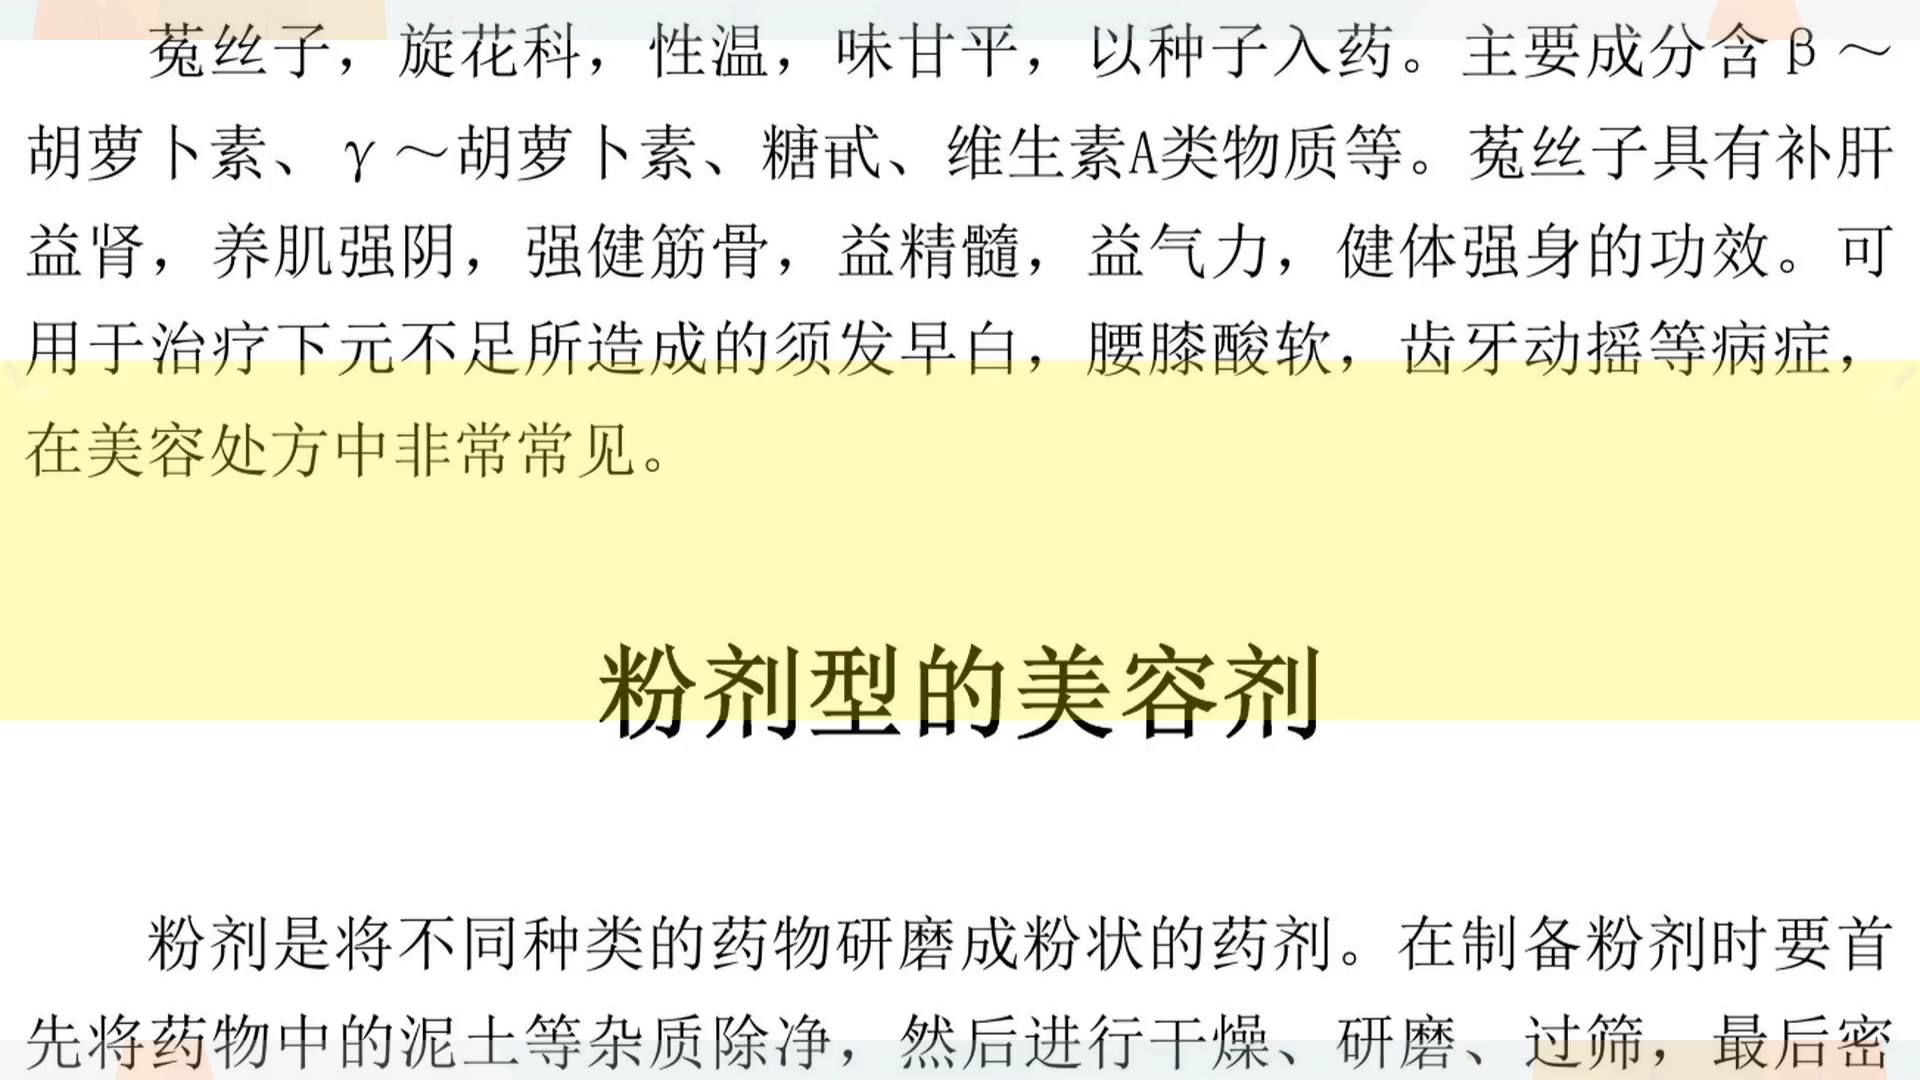 菟丝子，旋花科，性温，味甘平，以种子入药。主要成分含β～
胡萝卜素、γ～胡萝卜素、糖甙、维生素A类物质等。菟丝子具有补肝
益肾，养肌强阴，强健筋骨，益精髓，益气力，健体强身的功效。可
用于治疗下元不足所造成的须发早白，腰膝酸软，齿牙动摇等病症，
在美容处方中非常常见。
粉剂型的美容剂
粉剂是将不同种类的药物研磨成粉状的药剂。在制备粉剂时要首
先将药物中的泥土等杂质除净，然后进行干燥、研磨、过筛，最后密